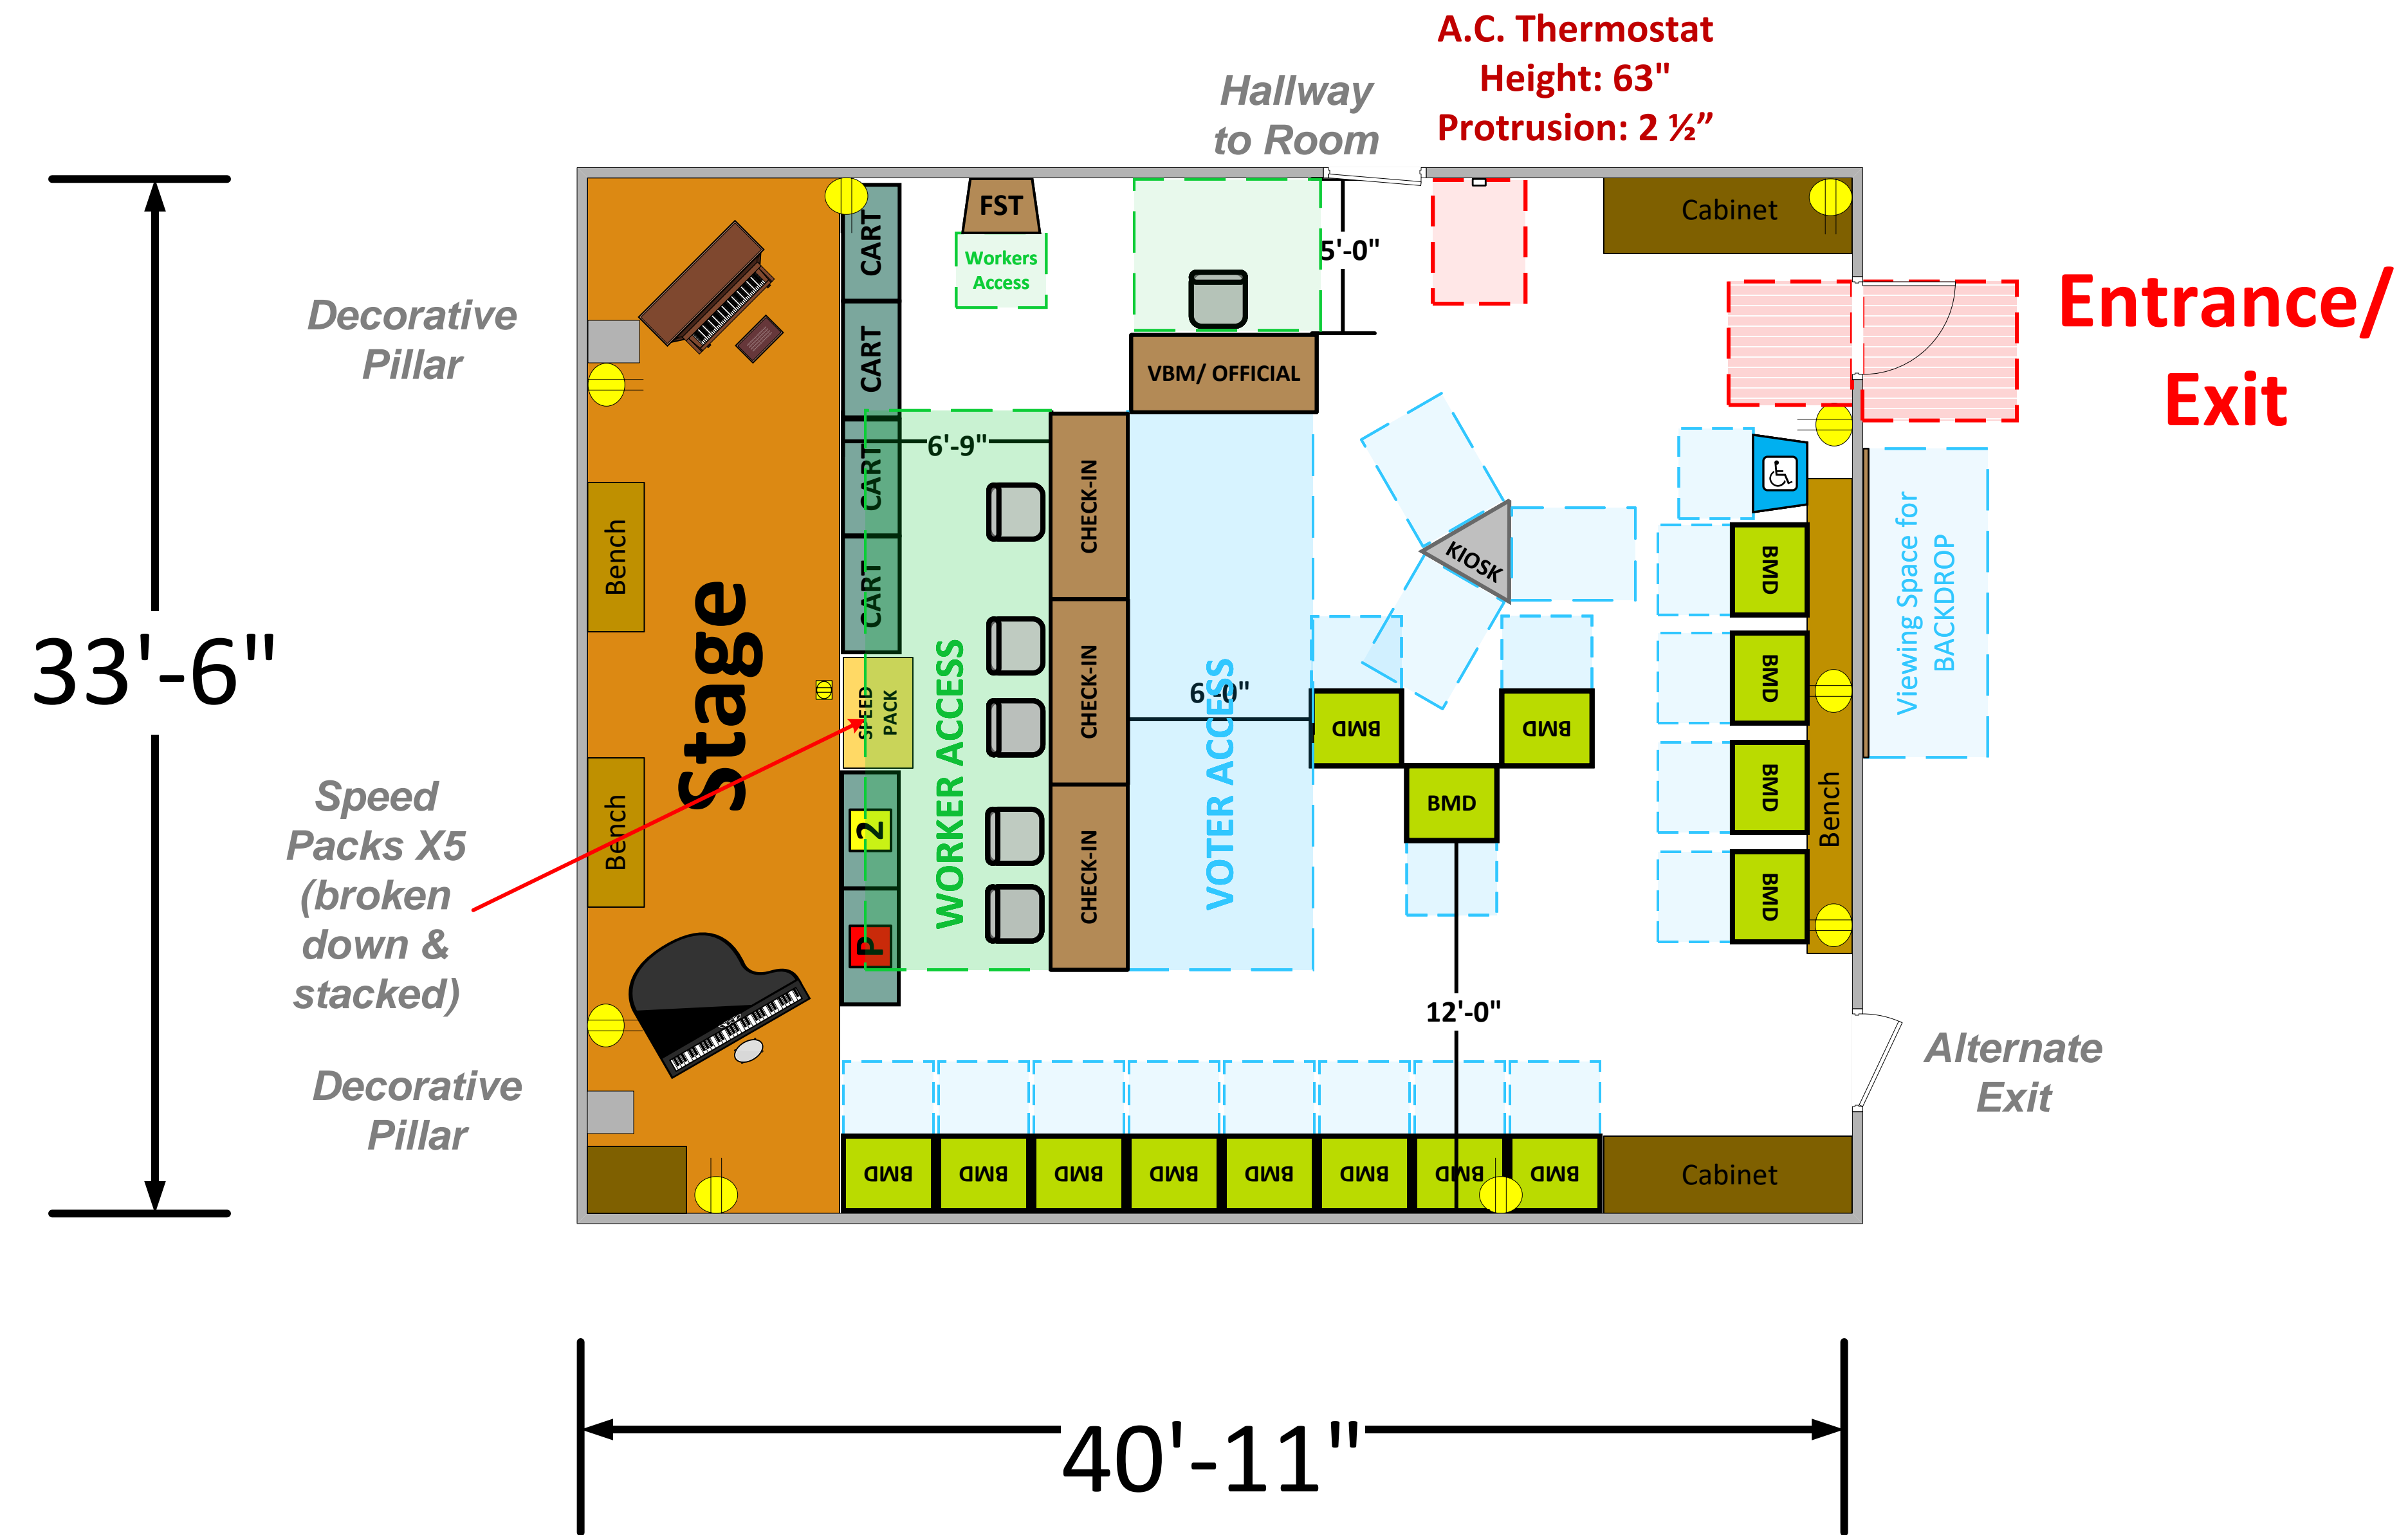 A.C. Thermostat
Height: 63"
Protrusion: 2 ½”
Hallway
to Room
FST
Workers
Access
5'-0"
Cabinet
CART
CART
CART
CART
VBM/ OFFICIAL
Entrance/
Exit
Decorative
Pillar
6'-9"
CHECK-IN
CHECK-IN
CHECK-IN
KIOSK
Bench
Bench
Stage
SPEED
PACK
2
P
WORKER ACCESS
VOTER ACCESS
6'-0"
BMD
BMD
BMD
BMD
BMD
BMD
BMD
Bench
Viewing Space for
BACKDROP
33'-6"
Speed
Packs X5
(broken
down &
stacked)
12'-0"
Alternate
Exit
Decorative
Pillar
BMD
BMD
BMD
BMD
BMD
BMD
BMD
BMD
Cabinet
40'-11"